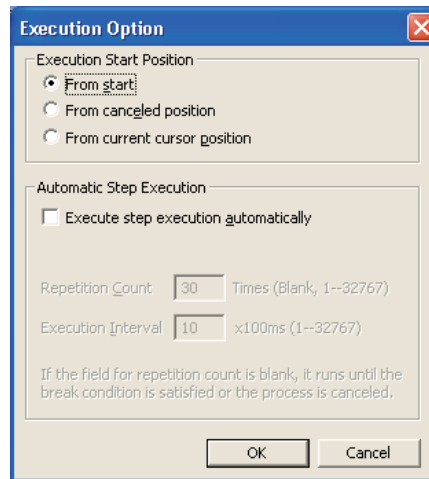 Execution Option
Execution Start Position
From start
From canceled position
From current cursor position
Automatic Step Execution
Execute step execution automatically
Repetition Count 30 Times (Blank, 1--32767)
Execution Interval 10 x100ms (1--32767)
If the field for repetition count is blank, it runs until the
break condition is satisfied or the process is canceled.
OK Cancel